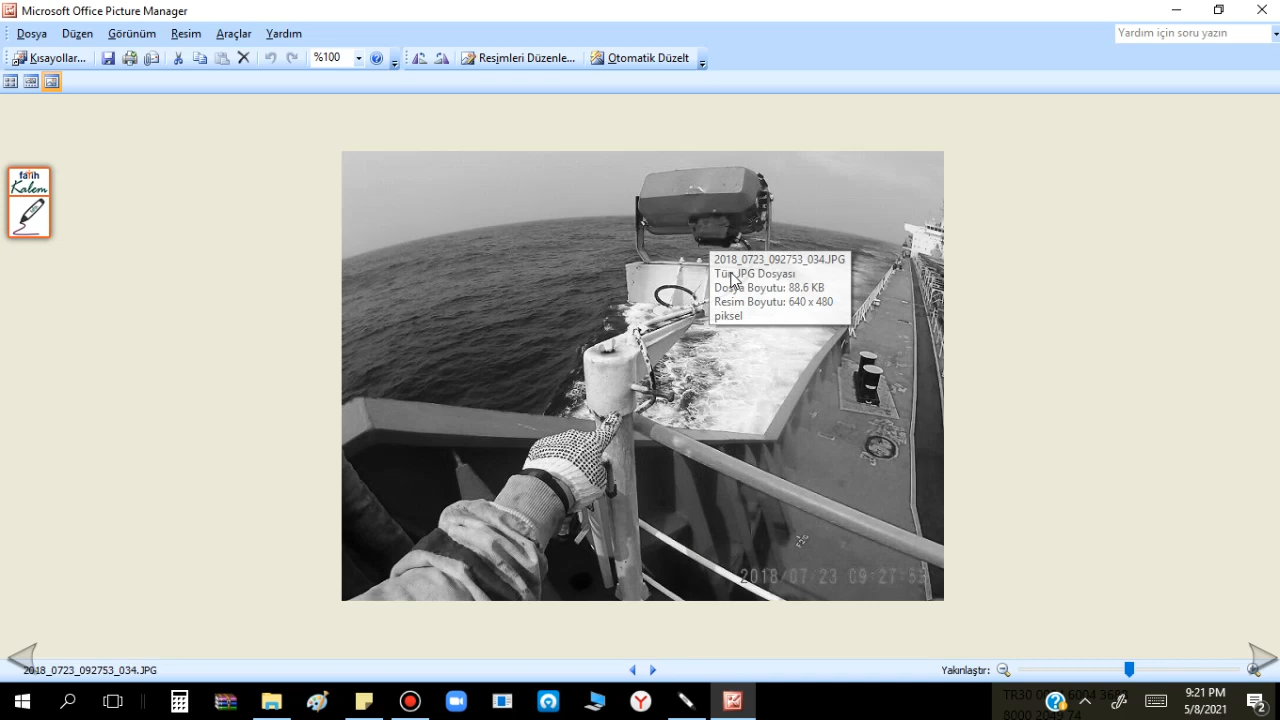 Microsoft Office Picture Manager
Dosya Düzen Görünüm Resim Araçlar Yardım
Yardım için soru yazın
Kısayollar... %100 Resimleri Düzenle... Otomatik Düzelt
fatih
Kalem
2018_0723_092753_034.JPG
Tür: JPG Dosyası
Dosya Boyutu: 88.6 KB
Resim Boyutu: 640 x 480
piksel
2018/07/23 09:27:53
2018_0723_092753_034.JPG
Yakınlaştır:
9:21 PM
5/8/2021
2